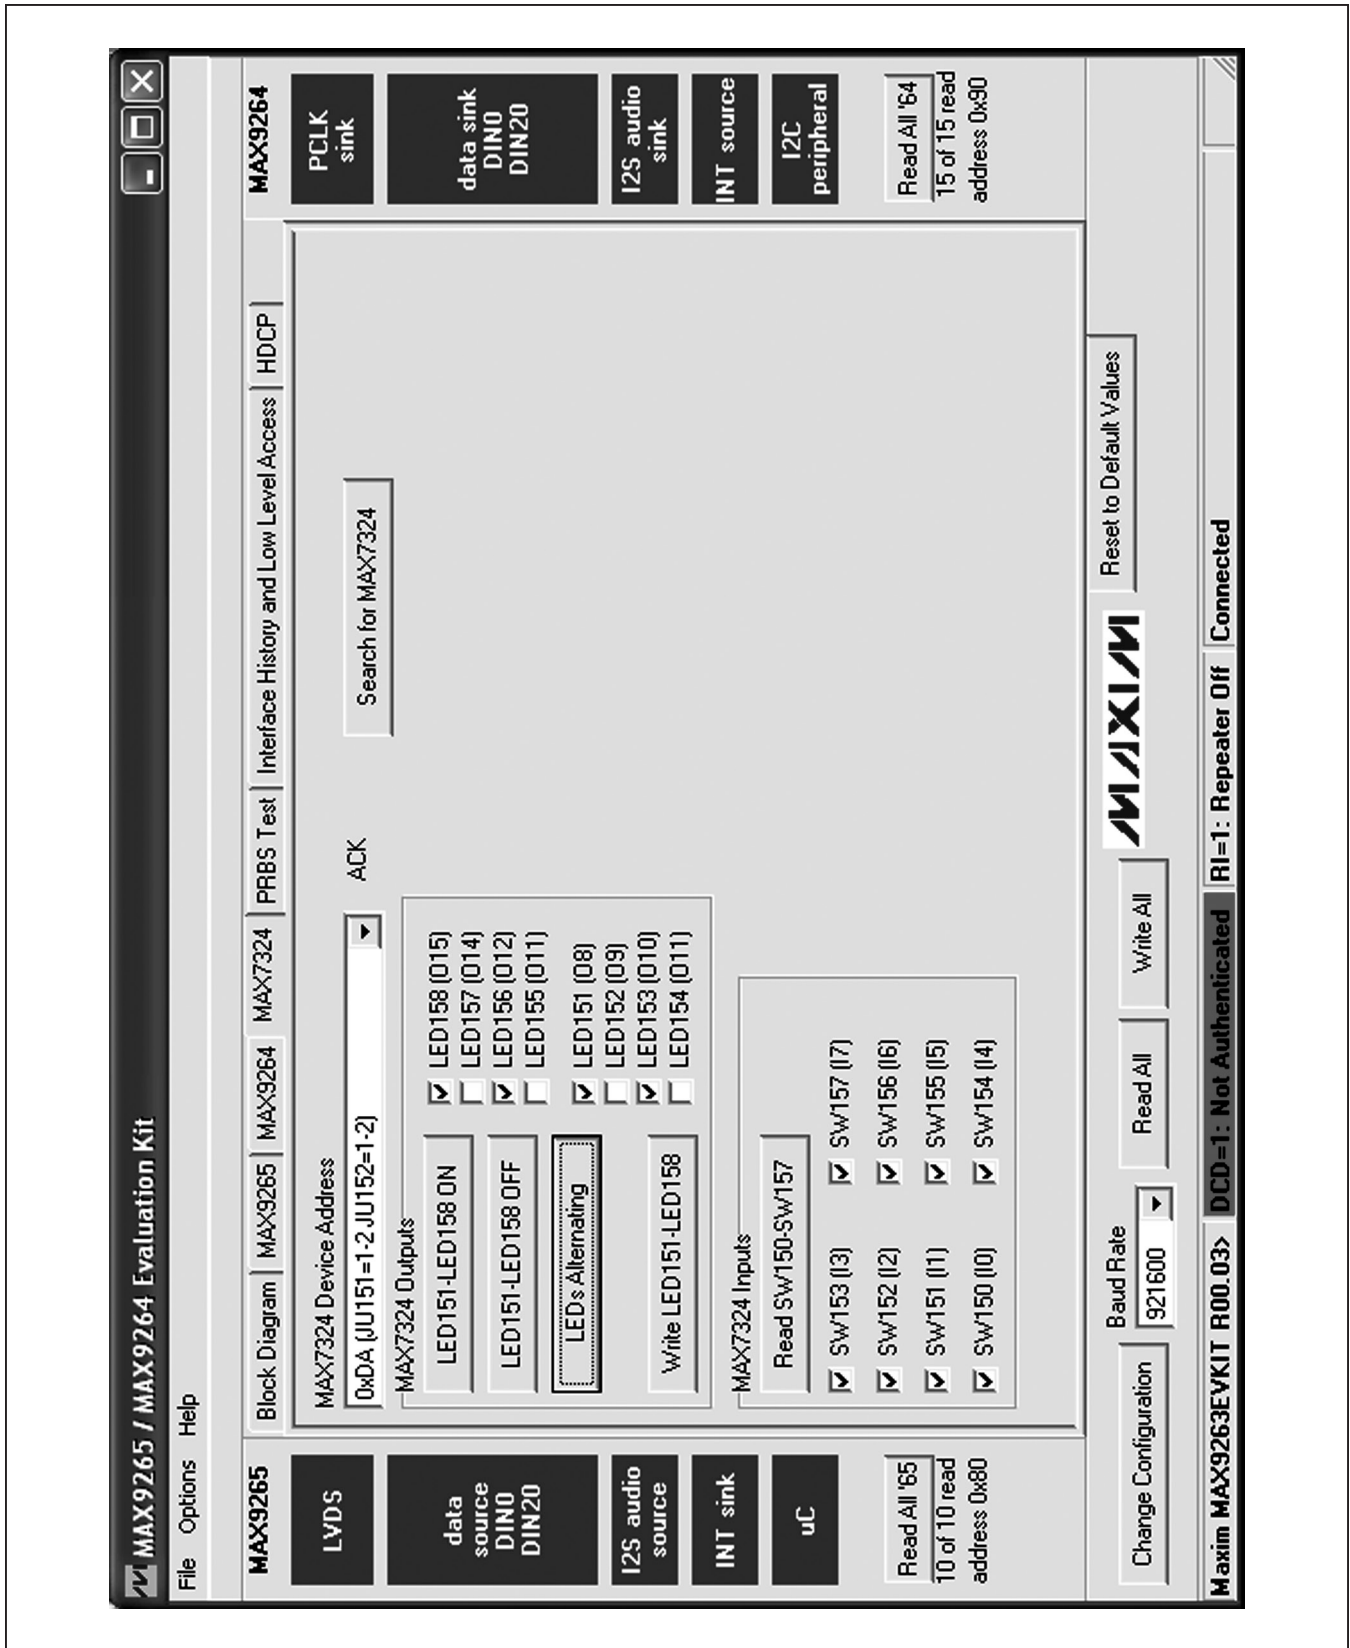 MAX9265 / MAX9264 Evaluation Kit
File Options Help
MAX9265
LVDS
data
source
DIN0
DIN20
I2S audio
source
INT sink
uC
Read All '65
10 of 10 read
address 0x80
Block Diagram MAX9265 MAX9264 MAX7324 PRBS Test Interface History and Low Level Access HDCP
MAX7324 Device Address
0xDA (JU151=1-2 JU152=1-2) ACK Search for MAX7324
MAX7324 Outputs
LED151-LED158 ON
LED151-LED158 OFF
LEDs Alternating
Write LED151-LED158
LED158 (O15)
LED157 (O14)
LED156 (O12)
LED155 (O11)
LED151 (O8)
LED152 (O9)
LED153 (O10)
LED154 (O11)
MAX7324 Inputs
Read SW150-SW157
SW153 (I3) SW157 (I7)
SW152 (I2) SW156 (I6)
SW151 (I1) SW155 (I5)
SW150 (I0) SW154 (I4)
MAX9264
PCLK
sink
data sink
DIN0
DIN20
I2S audio
sink
INT source
I2C
peripheral
Read All '64
15 of 15 read
address 0x90
Change Configuration
Baud Rate
921600
Read All
Write All
MAXIM
Reset to Default Values
Maxim MAX9263EVKIT R00.03> DCD=1: Not Authenticated RI=1: Repeater Off Connected